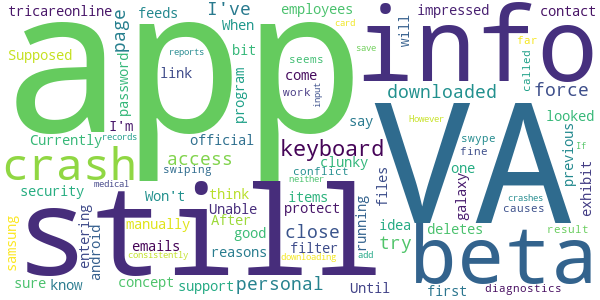 tricareonline
feeds
I've
employees
impressed
contact
Supposed
page
When
card
will
app
info
bit
seems
far
called
save
password
link
program
come
reports
work
input
downloaded
force
I'm
say
VA
However
Currently
records
official
keyboard
swype
looked
If
crash
access
swiping
clunky
one
fine
previous
medical
conflict
files
crashes
exhibit
security
Won't
think
items
neither
galaxy
causes
still
Unable
protect
running
idea
deletes
manually
After
samsung
entering
android
good
close
try
beta
emails
reasons
filter
result
consistently
downloading
Until
add
sure
know
concept
support
personal
first
diagnostics